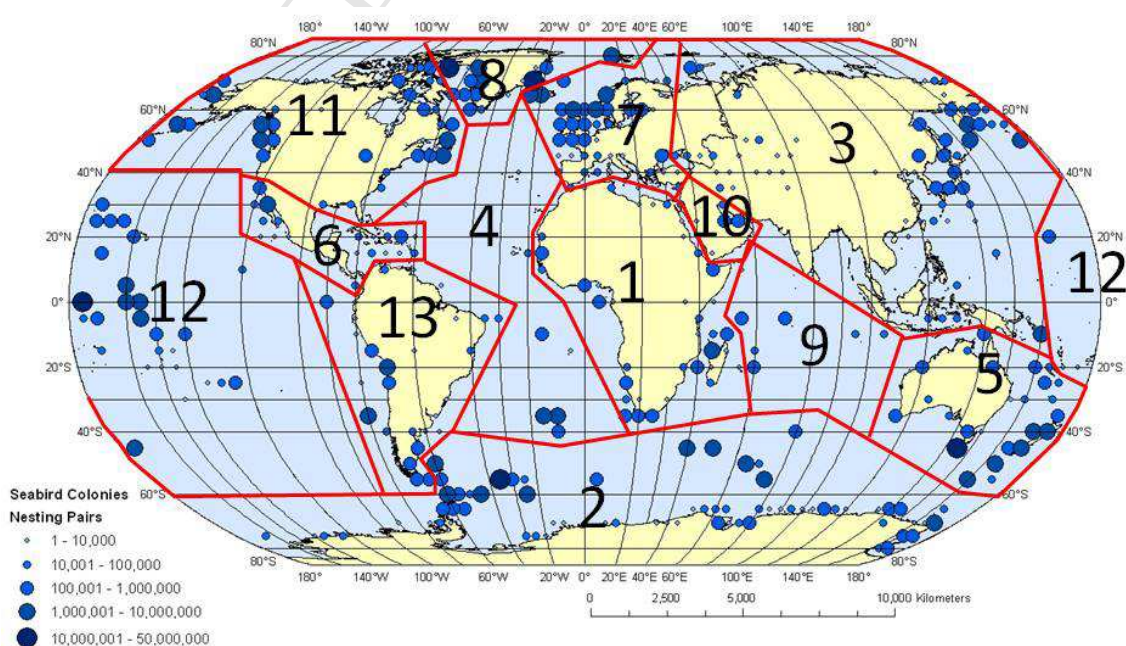 180° 140°W 100°W 60°W 20°W 0° 20°E 60°E 100°E 140°E 180°
80°N 80°N
8
60°N 11 7 60°N
3
40°N 40°N
10
20°N 6 4 20°N
12 1 12
0° 13 0°
9
20°S 5 20°S
40°S 40°S
Seabird Colonies 60°S 2 60°S
Nesting Pairs
1 - 10,000
80°S 80°S
180° 140°W 100°W 60°W 20°W 0° 20°E 60°E 100°E 140°E 180°
10,001 - 100,000
100,001 - 1,000,000
0 2,500 5,000 10,000 Kilometers
1,000,001 - 10,000,000
10,000,001 - 50,000,000